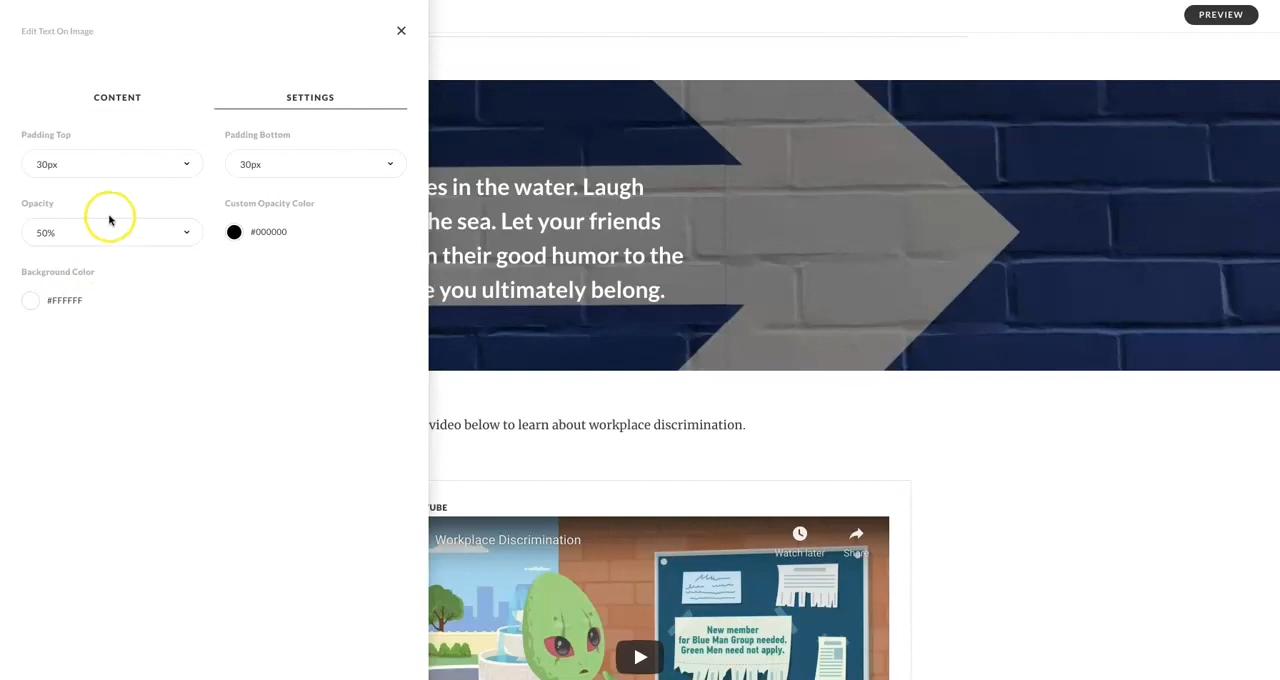 Edit Text On Image
PREVIEW
CONTENT
SETTINGS
Padding Top
Padding Bottom
30px
30px
Opacity
Custom Opacity Color
50%
#000000
Background Color
#FFFFFF
es in the water. Laugh
he sea. Let your friends
n their good humor to the
e you ultimately belong.
video below to learn about workplace discrimination.
TUBE
Workplace Discrimination
Watch later
Share
New member
for Blue Man Group needed.
Green Men need not apply.